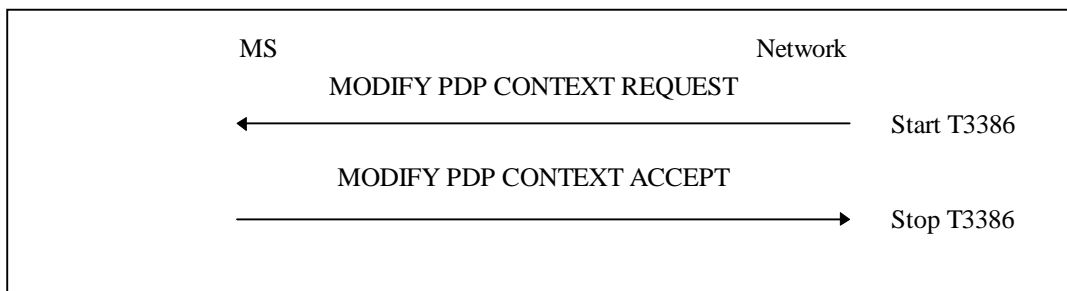 MS Network
MODIFY PDP CONTEXT REQUEST
Start T3386
MODIFY PDP CONTEXT ACCEPT
Stop T3386